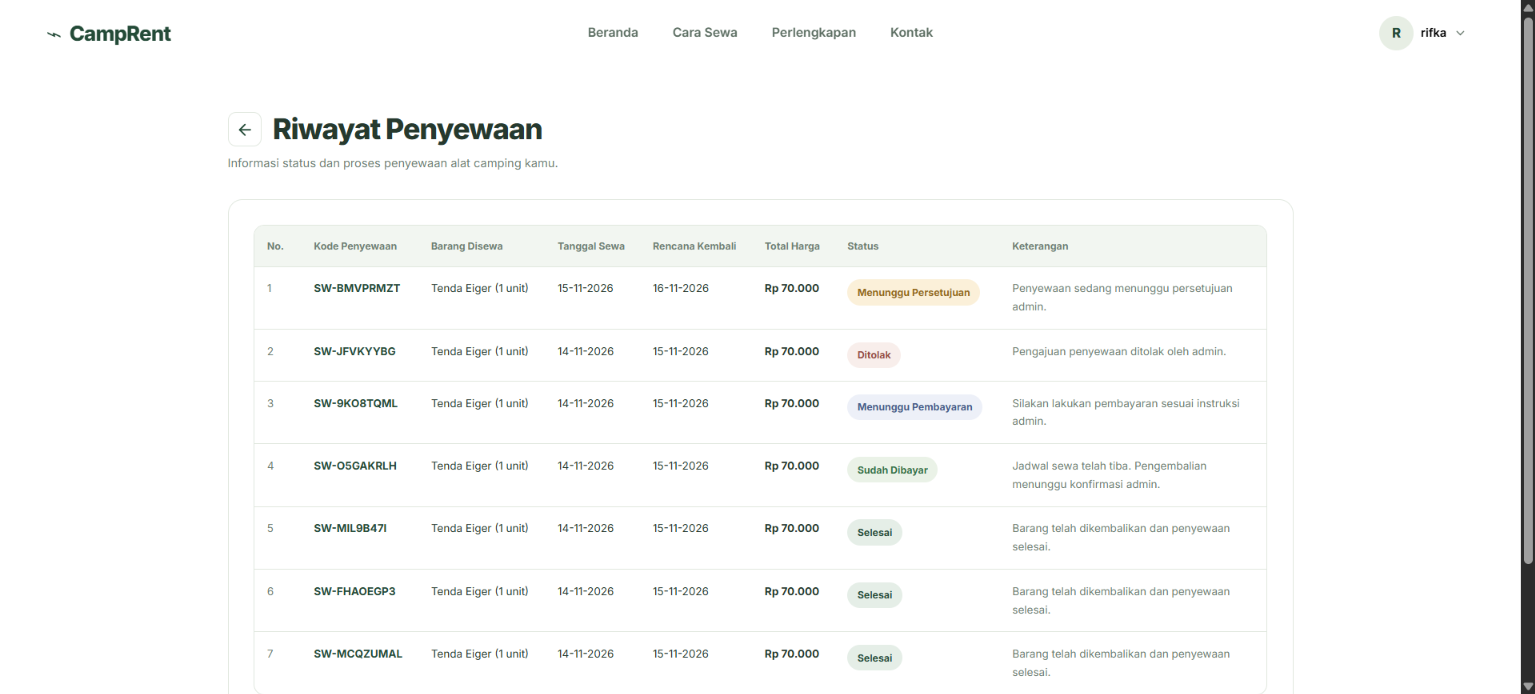 CampRent
Beranda Cara Sewa Perlengkapan Kontak
R rifka
Riwayat Penyewaan
Informasi status dan proses penyewaan alat camping kamu.
No. Kode Penyewaan Barang Disewa Tanggal Sewa Rencana Kembali Total Harga Status Keterangan
1 SW-BMVPRMZT Tenda Eiger (1 unit) 15-11-2026 16-11-2026 Rp 70.000 Menunggu Persetujuan Penyewaan sedang menunggu persetujuan
admin.
2 SW-JFVKYYBG Tenda Eiger (1 unit) 14-11-2026 15-11-2026 Rp 70.000 Ditolak Pengajuan penyewaan ditolak oleh admin.
3 SW-9KO8TQML Tenda Eiger (1 unit) 14-11-2026 15-11-2026 Rp 70.000 Menunggu Pembayaran Silakan lakukan pembayaran sesuai instruksi
admin.
4 SW-O5GAKRLH Tenda Eiger (1 unit) 14-11-2026 15-11-2026 Rp 70.000 Sudah Dibayar Jadwal sewa telah tiba. Pengembalian
menunggu konfirmasi admin.
5 SW-MIL9B47I Tenda Eiger (1 unit) 14-11-2026 15-11-2026 Rp 70.000 Selesai Barang telah dikembalikan dan penyewaan
selesai.
6 SW-FHAOEGP3 Tenda Eiger (1 unit) 14-11-2026 15-11-2026 Rp 70.000 Selesai Barang telah dikembalikan dan penyewaan
selesai.
7 SW-MCQZUMAL Tenda Eiger (1 unit) 14-11-2026 15-11-2026 Rp 70.000 Selesai Barang telah dikembalikan dan penyewaan
selesai.